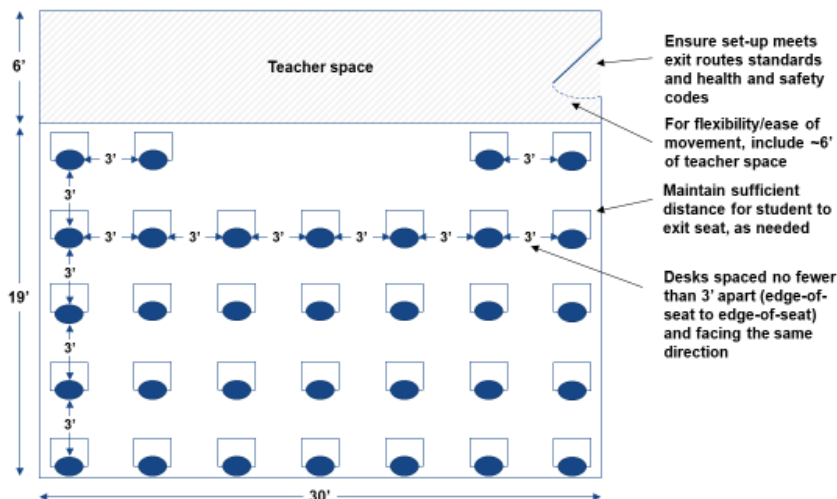 6’
Teacher space
Ensure set-up meets
exit routes standards
and health and safety
codes
For flexibility/ease of
movement, include ~6’
of teacher space
Maintain sufficient
distance for student to
exit seat, as needed
Desks spaced no fewer
than 3’ apart (edge-of-
seat to edge-of-seat)
and facing the same
direction
3’ 3’
3’
3’ 3’ 3’ 3’ 3’ 3’
3’
19’
3’
3’
30’